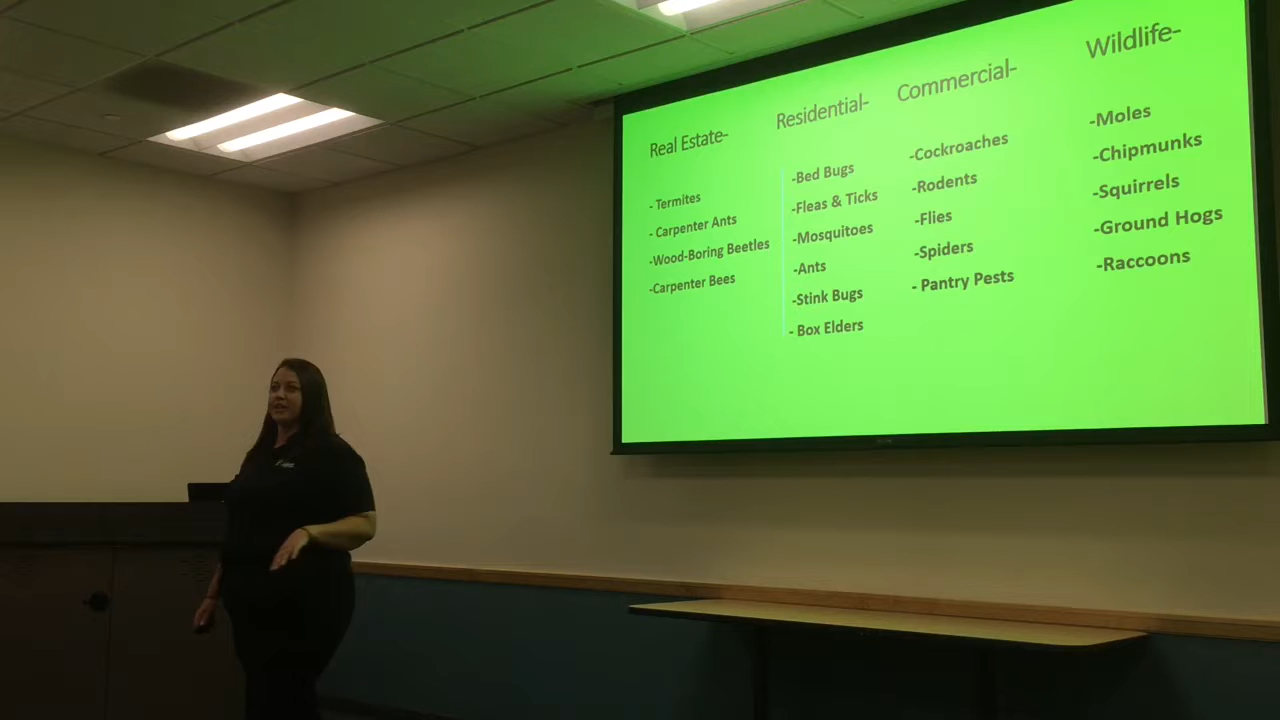 Real Estate-
- Termites
- Carpenter Ants
-Wood-Boring Beetles
-Carpenter Bees
Residential-
-Bed Bugs
-Fleas & Ticks
-Mosquitoes
-Ants
-Stink Bugs
- Box Elders
Commercial-
-Cockroaches
-Rodents
-Flies
-Spiders
- Pantry Pests
Wildlife-
-Moles
-Chipmunks
-Squirrels
-Ground Hogs
-Raccoons